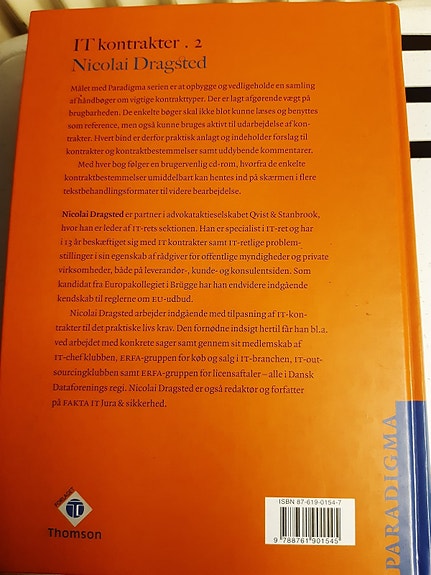 IT kontrakter . 2
Nicolai Dragsted
Målet med Paradigma serien er at opbygge og vedligeholde en samling
af håndbøger om vigtige kontrakttyper. Der er lagt afgørende vægt på
brugbarheden. De enkelte bøger skal ikke blot kunne læses og benyttes
som reference, men også kunne bruges aktivt til udarbejdelse af kon-
trakter. Hvert bind er derfor praktisk anlagt og indeholder forslag til
kontrakter og kontraktbestemmelser samt uddybende kommentarer.
Med hver bog følger en brugervenlig cd-rom, hvorfra de enkelte
kontraktbestemmelser umiddelbart kan hentes ind på skærmen i flere
tekstbehandlingsformater til videre bearbejdelse.
Nicolai Dragsted er partner i advokataktieselskabet Qvist & Stanbrook,
hvor han er leder af IT-rets sektionen. Han er specialist i IT-ret og har
i 13 år beskæftiget sig med IT kontrakter samt IT-retlige problem-
stillinger i sin egenskab af rådgiver for offentlige myndigheder og private
virksomheder, både på leverandør-, kunde- og konsulentsiden. Som
kandidat fra Europakollegiet i Brügge har han endvidere indgående
kendskab til reglerne om EU-udbud.
Nicolai Dragsted arbejder indgående med tilpasning af IT-kon-
trakter til det praktiske livs krav. Den fornødne indsigt hertil får han bl.a.
ved arbejdet med konkrete sager samt gennem sit medlemskab af
IT-chef klubben, ERFA-gruppen for køb og salg i IT-branchen, IT-out-
sourcingklubben samt ERFA-gruppen for licensaftaler – alle i Dansk
Dataforenings regi. Nicolai Dragsted er også redaktør og forfatter
på FAKTA IT Jura & sikkerhed.
PARADIGMA
FORLAGET
Thomson
ISBN 87-619-0154-7
9 788761 901545